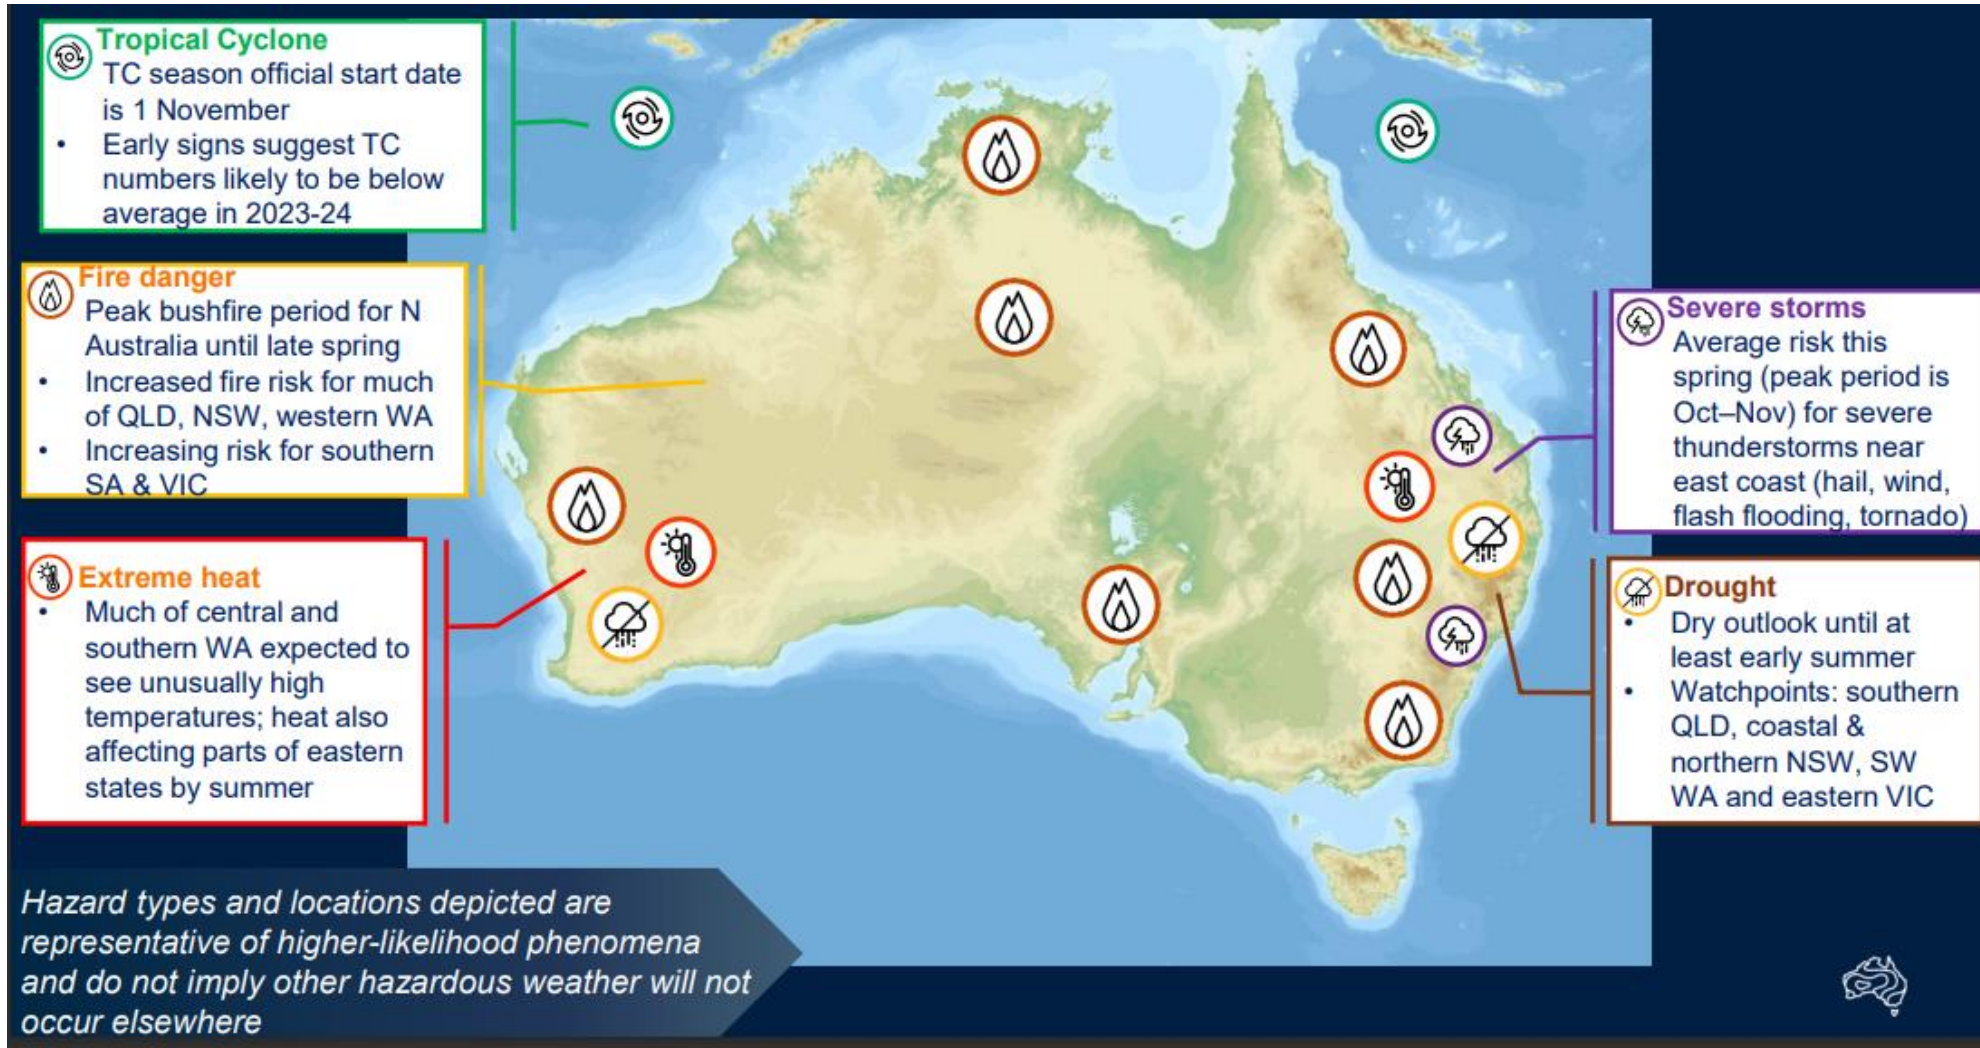 Tropical Cyclone
TC season official start date
is 1 November
• Early signs suggest TC
numbers likely to be below
average in 2023-24
Fire danger
Peak bushfire period for N
Australia until late spring
• Increased fire risk for much
of QLD, NSW, western WA
• Increasing risk for southern
SA & VIC
Extreme heat
• Much of central and
southern WA expected to
see unusually high
temperatures; heat also
affecting parts of eastern
states by summer
Severe storms
Average risk this
spring (peak period is
Oct–Nov) for severe
thunderstorms near
east coast (hail, wind,
flash flooding, tornado)
Drought
• Dry outlook until at
least early summer
• Watchpoints: southern
QLD, coastal &
northern NSW, SW
WA and eastern VIC
Hazard types and locations depicted are
representative of higher-likelihood phenomena
and do not imply other hazardous weather will not
occur elsewhere